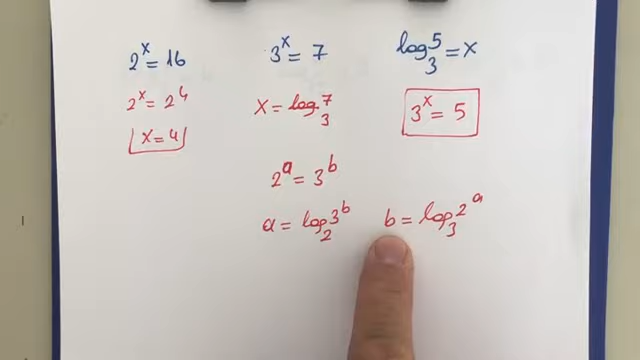 2^x = 16  3^x = 7  log_3 5 = x
2^x = 2^4  x = log_3 7  3^x = 5
x = 4
2^a = 3^b
a = log_2 3^b  b = log_3 2^a